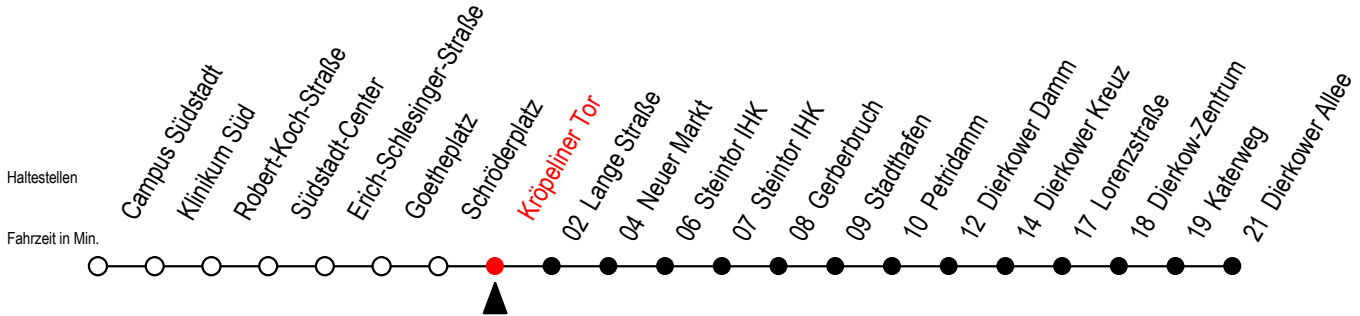 Haltestellen
Fahrzeit in Min.
Campus Südstadt
Klinikum Süd
Robert-Koch-Straße
Südstadt-Center
Erich-Schlesinger-Straße
Goetheplatz
Schröderplatz
Kröpeliner Tor
02 Lange Straße
04 Neuer Markt
06 Steintor IHK
07 Steintor IHK
08 Gerberbruch
09 Stadthafen
10 Petridamm
12 Dierkower Damm
14 Dierkower Kreuz
17 Lorenzstraße
18 Dierkow-Zentrum
19 Katenweg
21 Dierkower Allee